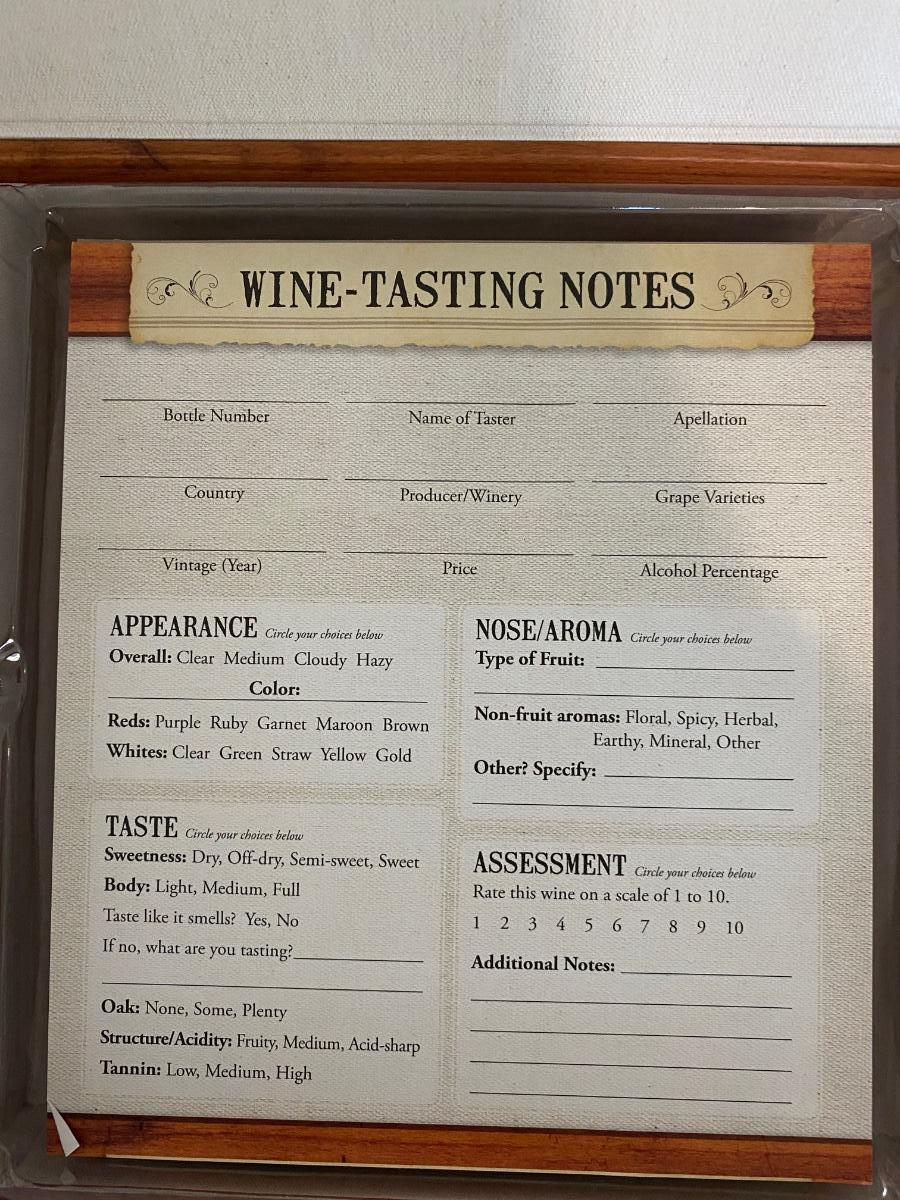 WINE-TASTING NOTES
Bottle Number Name of Taster Apellation
Country Producer/Winery Grape Varieties
Vintage (Year) Price Alcohol Percentage
APPEARANCE Circle your choices below
Overall: Clear Medium Cloudy Hazy
Color:
Reds: Purple Ruby Garnet Maroon Brown
Whites: Clear Green Straw Yellow Gold
TASTE Circle your choices below
Sweetness: Dry, Off-dry, Semi-sweet, Sweet
Body: Light, Medium, Full
Taste like it smells? Yes, No
If no, what are you tasting?
Oak: None, Some, Plenty
Structure/Acidity: Fruity, Medium, Acid-sharp
Tannin: Low, Medium, High
NOSE/AROMA Circle your choices below
Type of Fruit:
Non-fruit aromas: Floral, Spicy, Herbal,
Earthy, Mineral, Other
Other? Specify:
ASSESSMENT Circle your choices below
Rate this wine on a scale of 1 to 10.
1 2 3 4 5 6 7 8 9 10
Additional Notes: